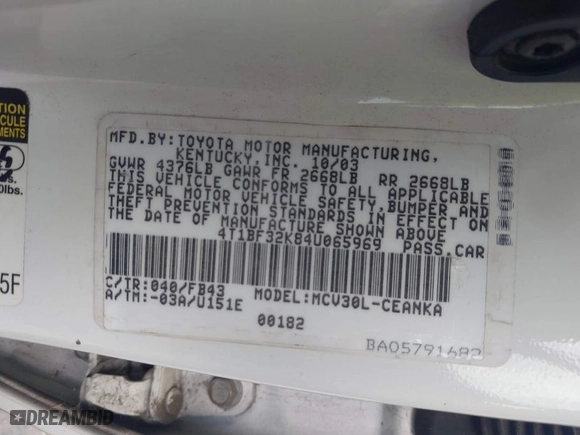 MFD.BY:TOYOTA MOTOR MANUFACTURING,
KENTUCKY,INC. 10/03
GVWR 4376LB GAWR FR 2668LB RR 2668LB
THIS VEHICLE CONFORMS TO ALL APPLICABLE
FEDERAL MOTOR VEHICLE SAFETY,BUMPER,AND
THEFT PREVENTION STANDARDS IN EFFECT ON
THE DATE OF MANUFACTURE SHOWN ABOVE
4T1BF32K84U065969 PASS.CAR
C/TR:040/FB43 MODEL:MCV30L-CEANKA
A/TM:-03A/U151E
00182
BA05791682
0lbs.
5F
DREAMBID